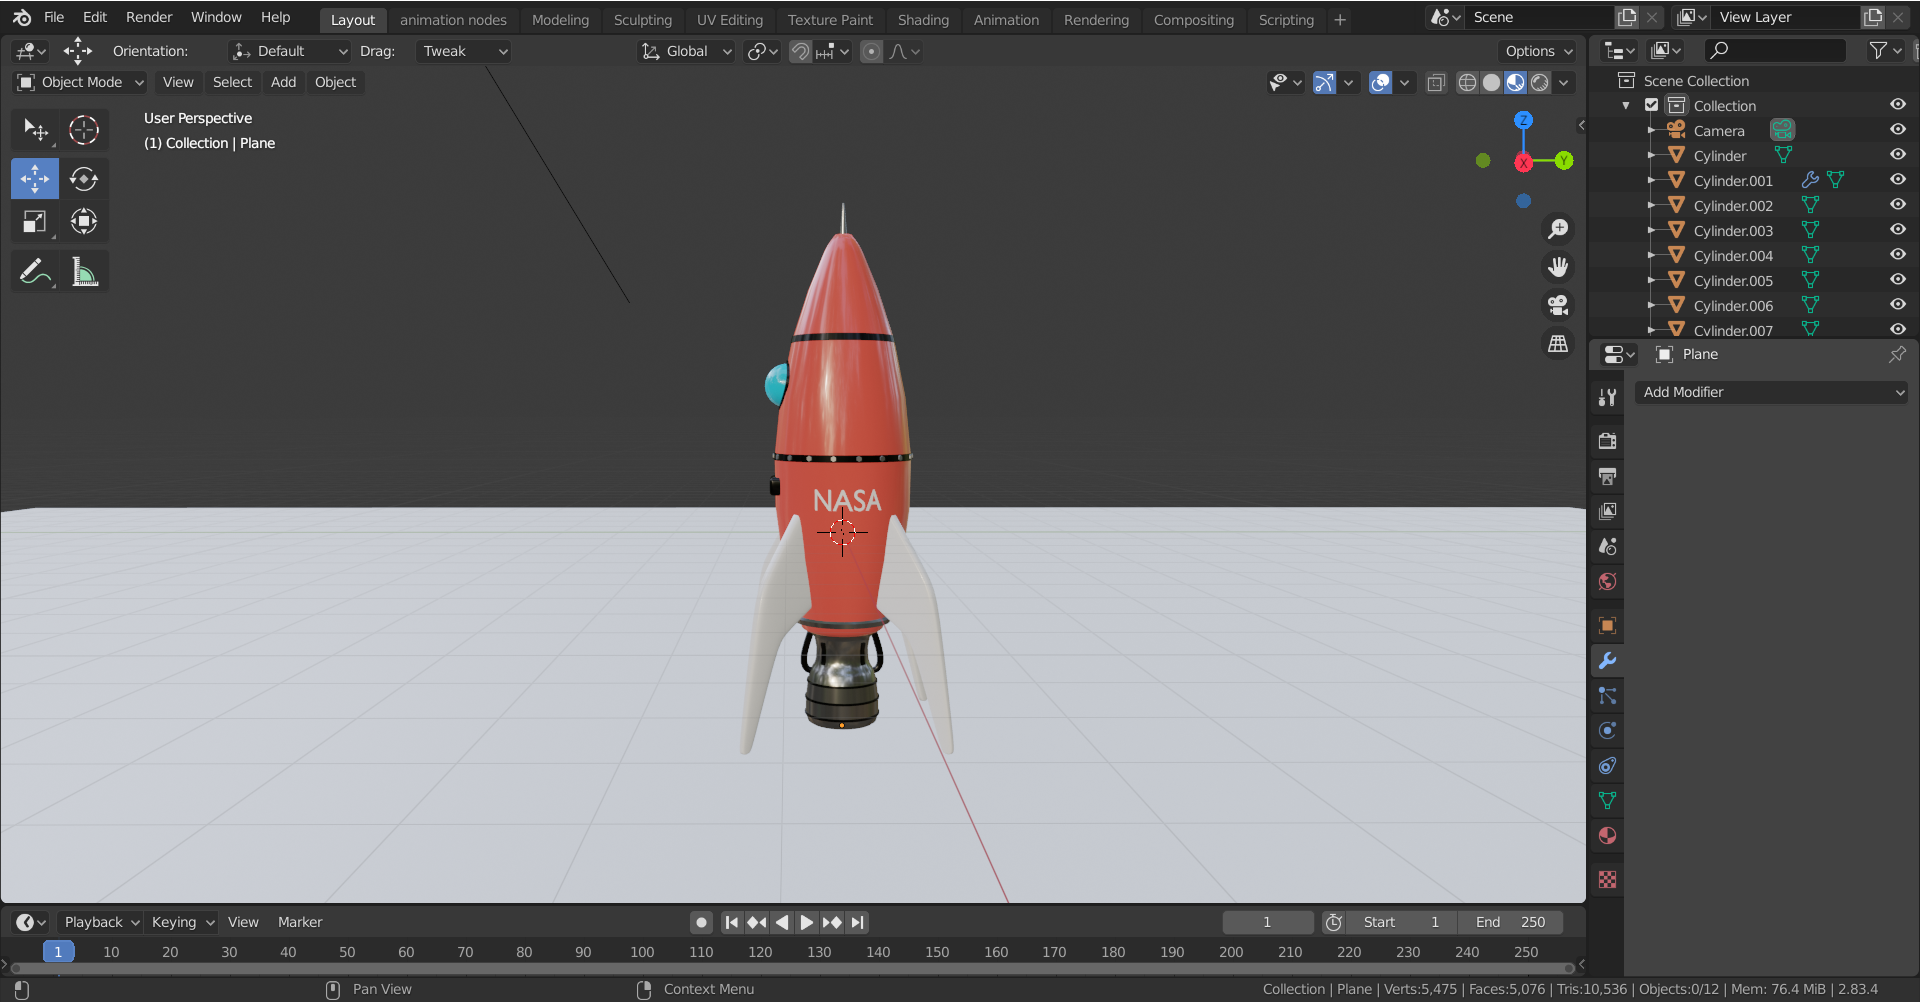 File Edit Render Window Help Layout animation nodes Modeling Sculpting UV Editing Texture Paint Shading Animation Rendering Compositing Scripting + Scene View Layer
Orientation: Default Drag: Tweak Global Options
Object Mode View Select Add Object
User Perspective
(1) Collection | Plane
Z
X
Y
NASA
Scene Collection
Collection
Camera
Cylinder
Cylinder.001
Cylinder.002
Cylinder.003
Cylinder.004
Cylinder.005
Cylinder.006
Cylinder.007
Plane
Add Modifier
Playback Keying View Marker 1 Start 1 End 250
1 10 20 30 40 50 60 70 80 90 100 110 120 130 140 150 160 170 180 190 200 210 220 230 240 250
Pan View Context Menu Collection | Plane | Verts:5,475 | Faces:5,076 | Tris:10,536 | Objects:0/12 | Mem: 76.4 MiB | 2.83.4